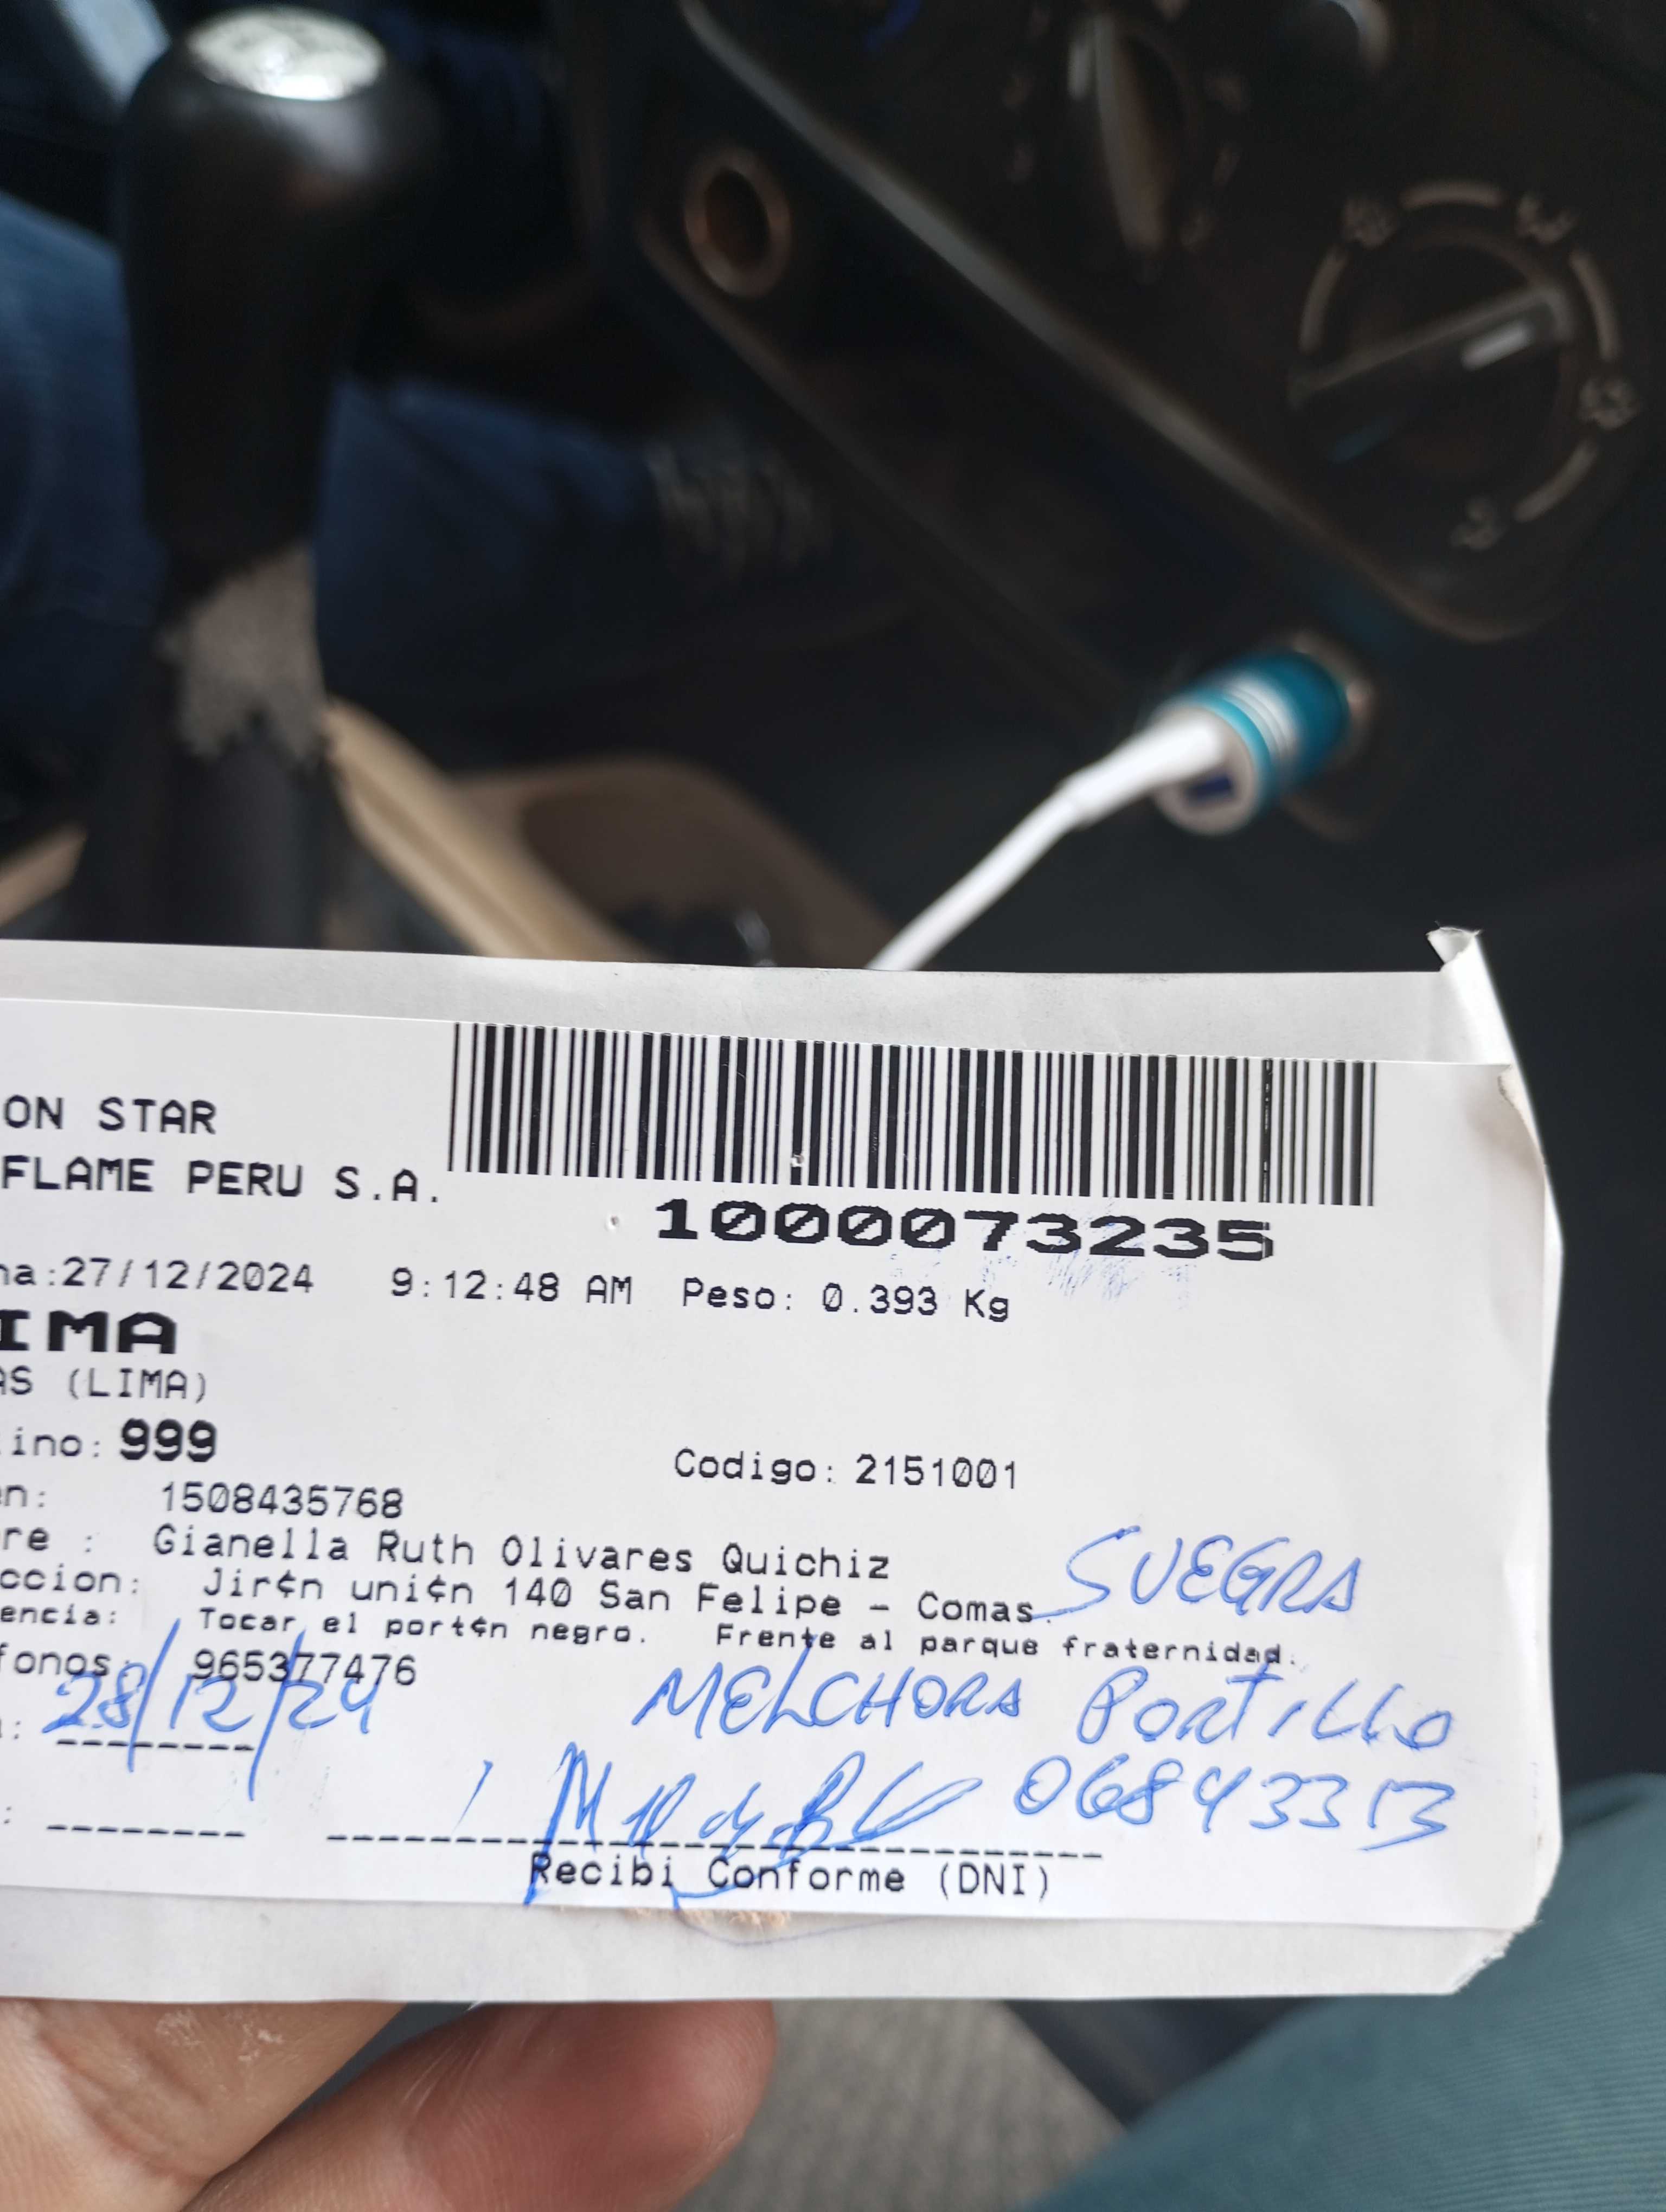 ON STAR
FLAME PERU S.A.
1000073235
na:27/12/2024 9:12:48 AM Peso: 0.393 Kg
IMA
AS (LIMA)
ino: 999
Codigo: 2151001
en: 1508435768
re : Gianella Ruth Olivares Quichiz
ccion: Jir¢n uni¢n 140 San Felipe - Comas.
SUEGRA
encia: Tocar el port¢n negro. Frente al parque fraternidad.
fonos: 965377476
28/12/24
MELCHORA PORTILLO
06843313
Recibi Conforme (DNI)